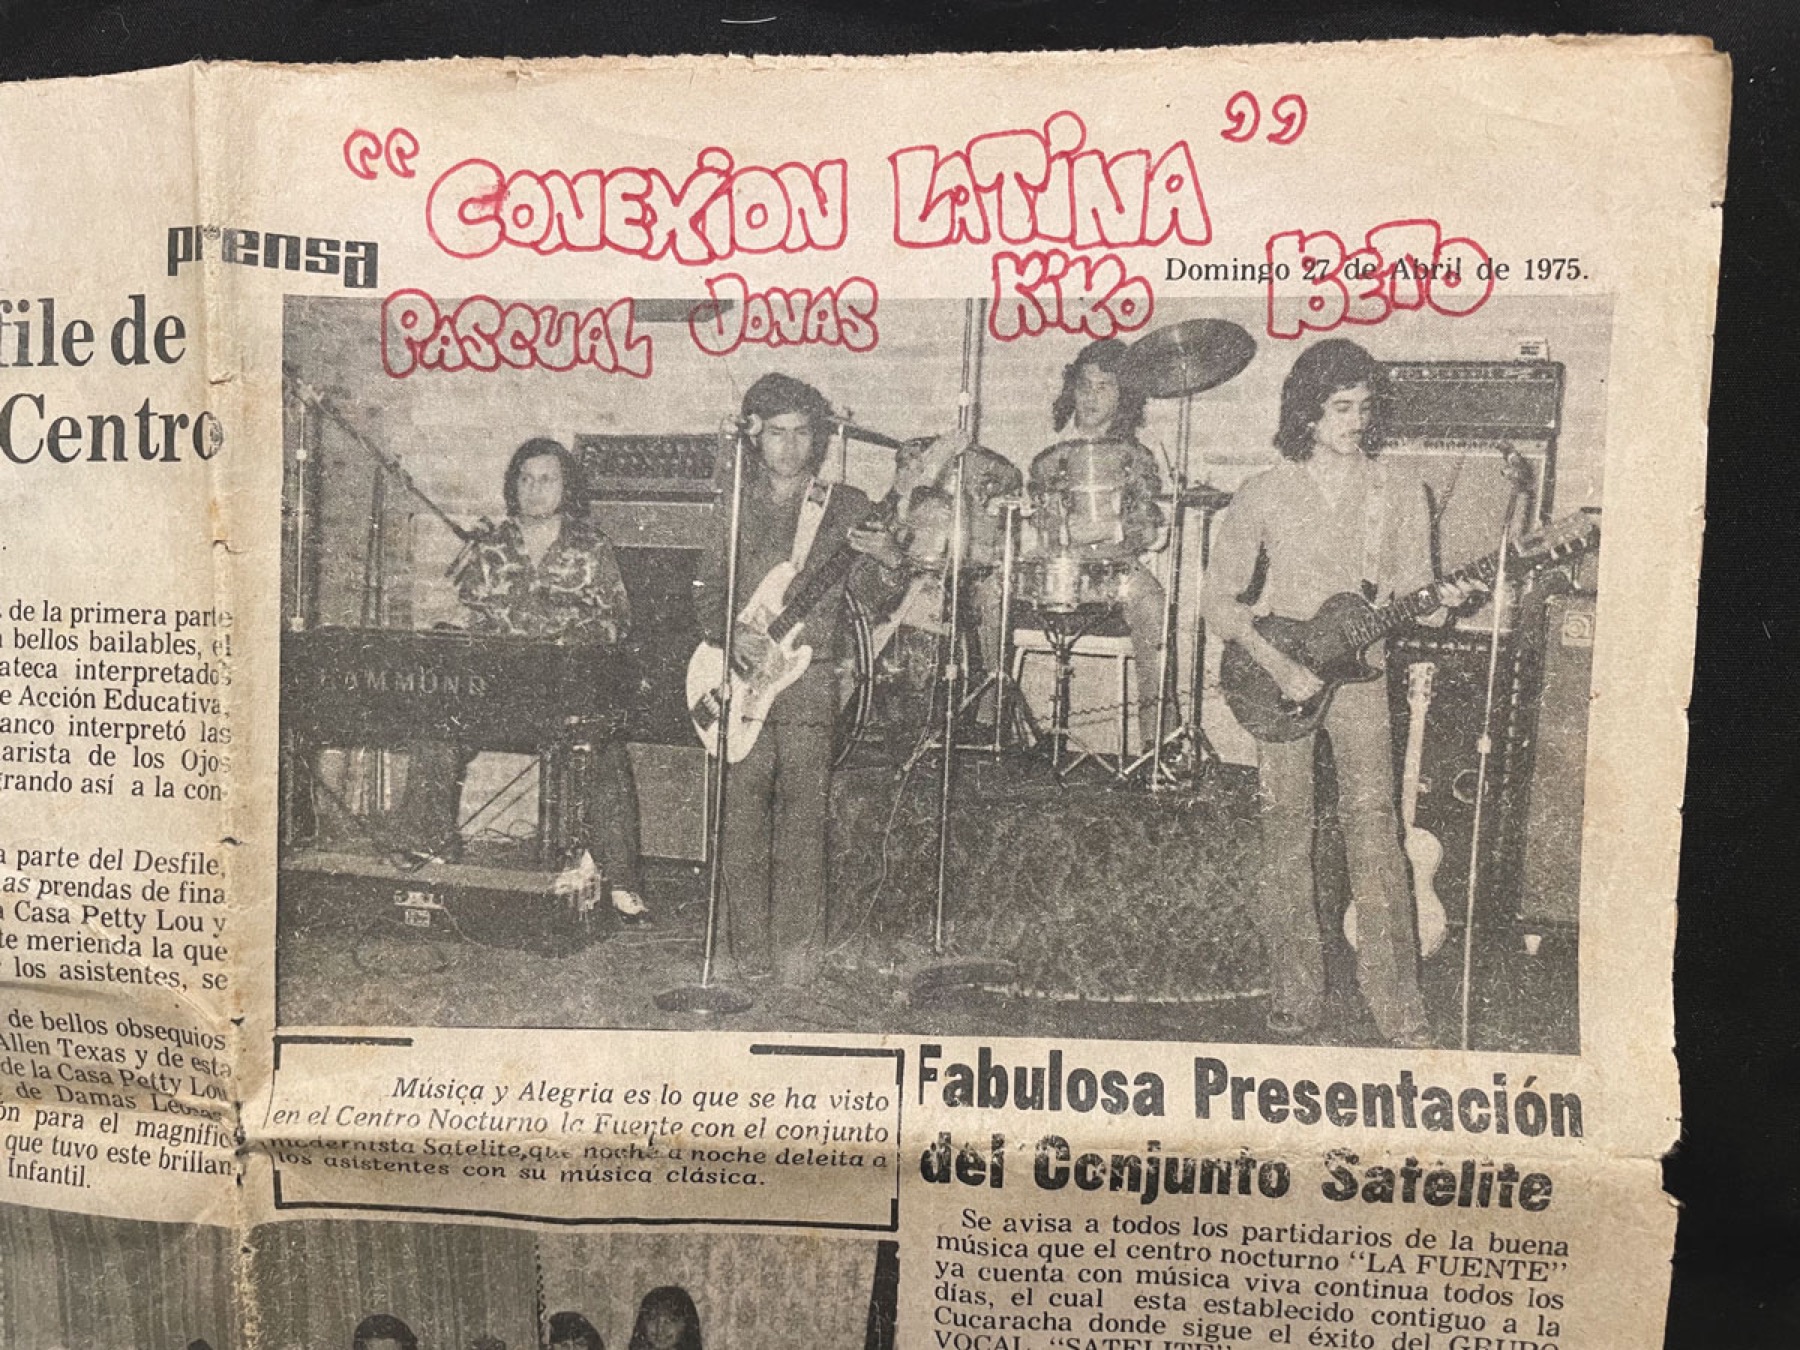 "CONEXION LATINA"
prensa
Domingo 27 de Abril de 1975.
PASCUAL JONAS KIKO BETO
file de
Centro
de la primera parte
bellos bailables, el
ateca interpretados
e Acción Educativa,
anco interpretó las
arista de los Ojos
grando así a la con-
a parte del Desfile,
as prendas de fina
a Casa Petty Lou y
te merienda la que
los asistentes, se
de bellos obsequios
Allen Texas y de esta
de la Casa Petty Lou
de Damas
ón para el magnífic
que tuvo este brillan
Infantil.
HAMMOND
Música y Alegria es lo que se ha visto
en el Centro Nocturno la Fuente con el conjunto
modernista Satelite,que noche a noche deleita a
los asistentes con su música clásica.
Fabulosa Presentación
del Conjunto Satelite
Se avisa a todos los partidarios de la buena
música que el centro nocturno "LA FUENTE"
ya cuenta con música viva continua todos los
días, el cual esta establecido contiguo a la
Cucaracha donde sigue el éxito del GRUPO
VOCAL "SATELITE"